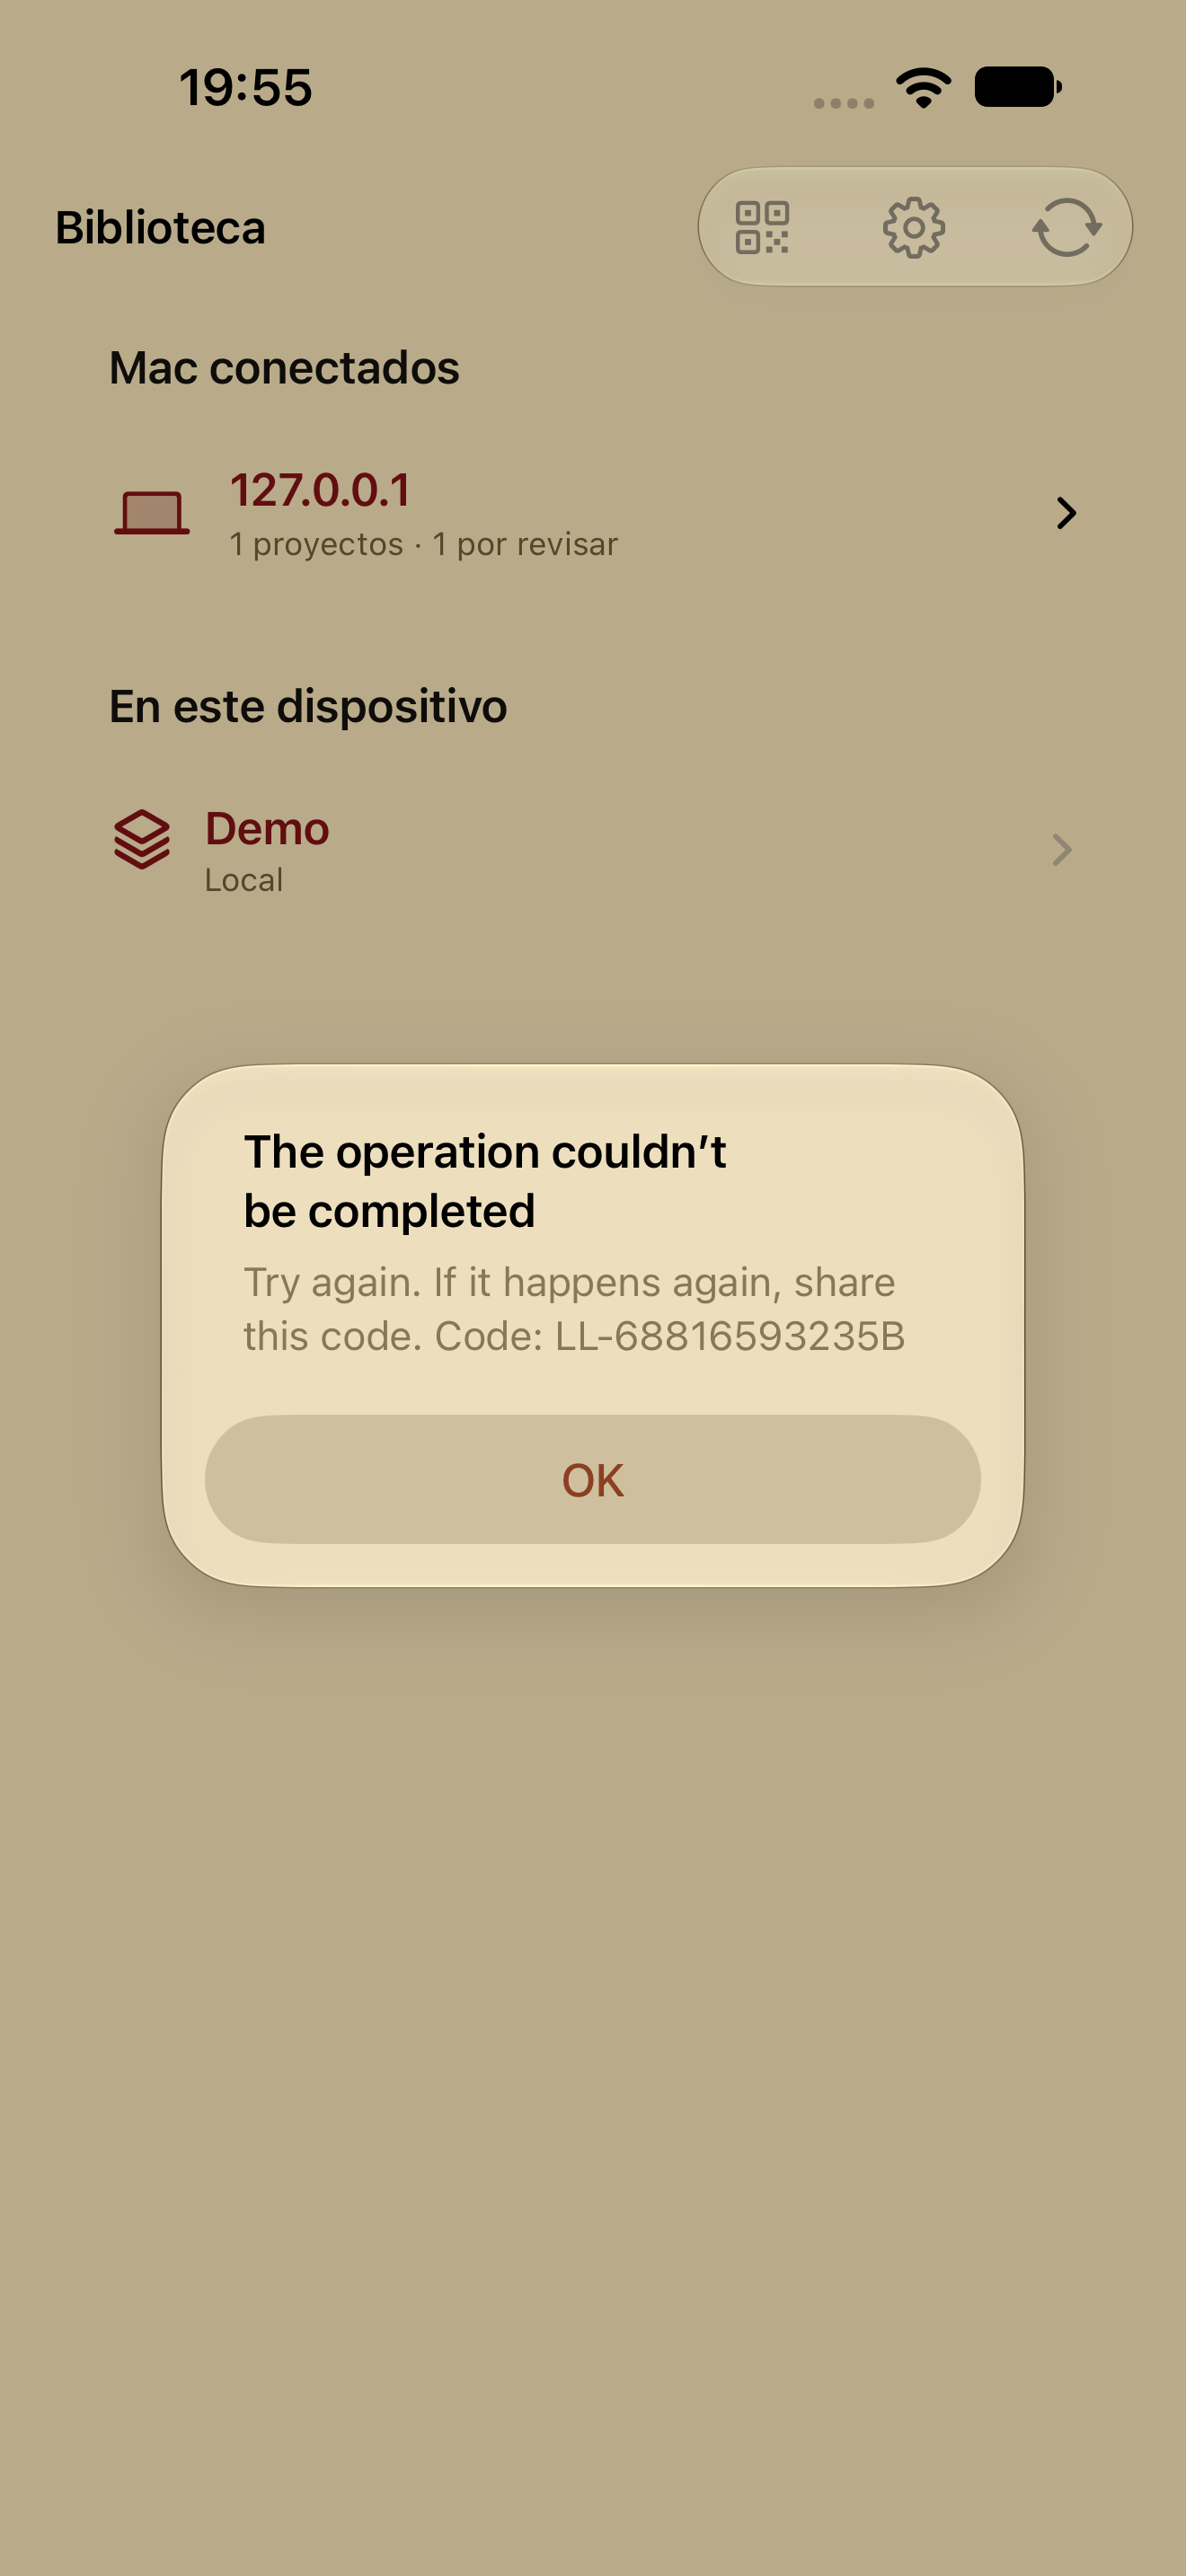 19:55
Biblioteca
Mac conectados
127.0.0.1
1 proyectos · 1 por revisar
En este dispositivo
Demo
Local
The operation couldn’t
be completed
Try again. If it happens again, share
this code. Code: LL-68816593235B
OK